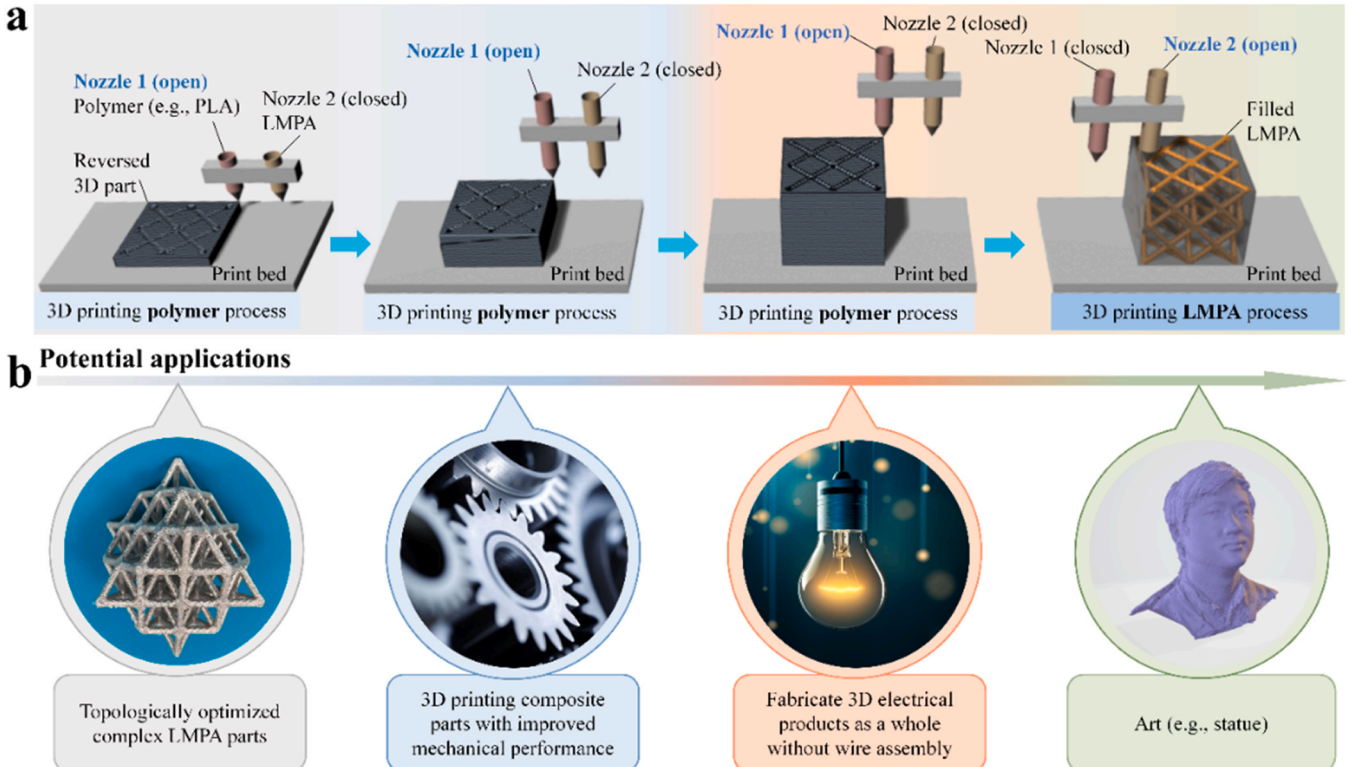 a
Nozzle 1 (open)
Polymer (e.g., PLA)
Nozzle 2 (closed)
LMPA
Reversed
3D part
Print bed
3D printing polymer process
Nozzle 1 (open)
Nozzle 2 (closed)
Print bed
3D printing polymer process
Nozzle 1 (open)
Nozzle 2 (closed)
Print bed
3D printing polymer process
Nozzle 1 (closed)
Nozzle 2 (open)
Filled
LMPA
Print bed
3D printing LMPA process
b
Potential applications
Topologically optimized
complex LMPA parts
3D printing composite
parts with improved
mechanical performance
Fabricate 3D electrical
products as a whole
without wire assembly
Art (e.g., statue)